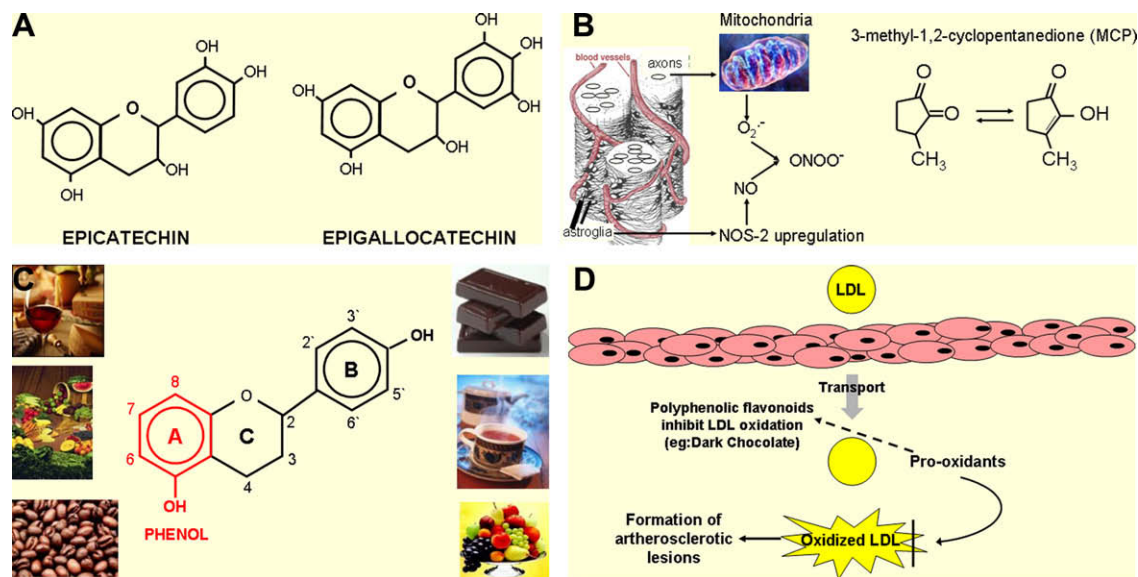 A
OH
OH
OH
HO
O
OH
OH
EPICATECHIN
OH
OH
HO
O
OH
OH
OH
EPIGALLOCATECHIN
B
Mitochondria
blood vessels
axons
O₂·-
ONOO-
NO
astroglia
NOS-2 upregulation
3-methyl-1,2-cyclopentanedione (MCP)
O
O
CH₃
O
OH
CH₃
C
3`
OH
2`
B
8
O
5`
7
2
6`
A
C
6
3
4
OH
PHENOL
D
LDL
Transport
Polyphenolic flavonoids
inhibit LDL oxidation
(eg:Dark Chocolate)
Pro-oxidants
Formation of
artherosclerotic
lesions
Oxidized LDL